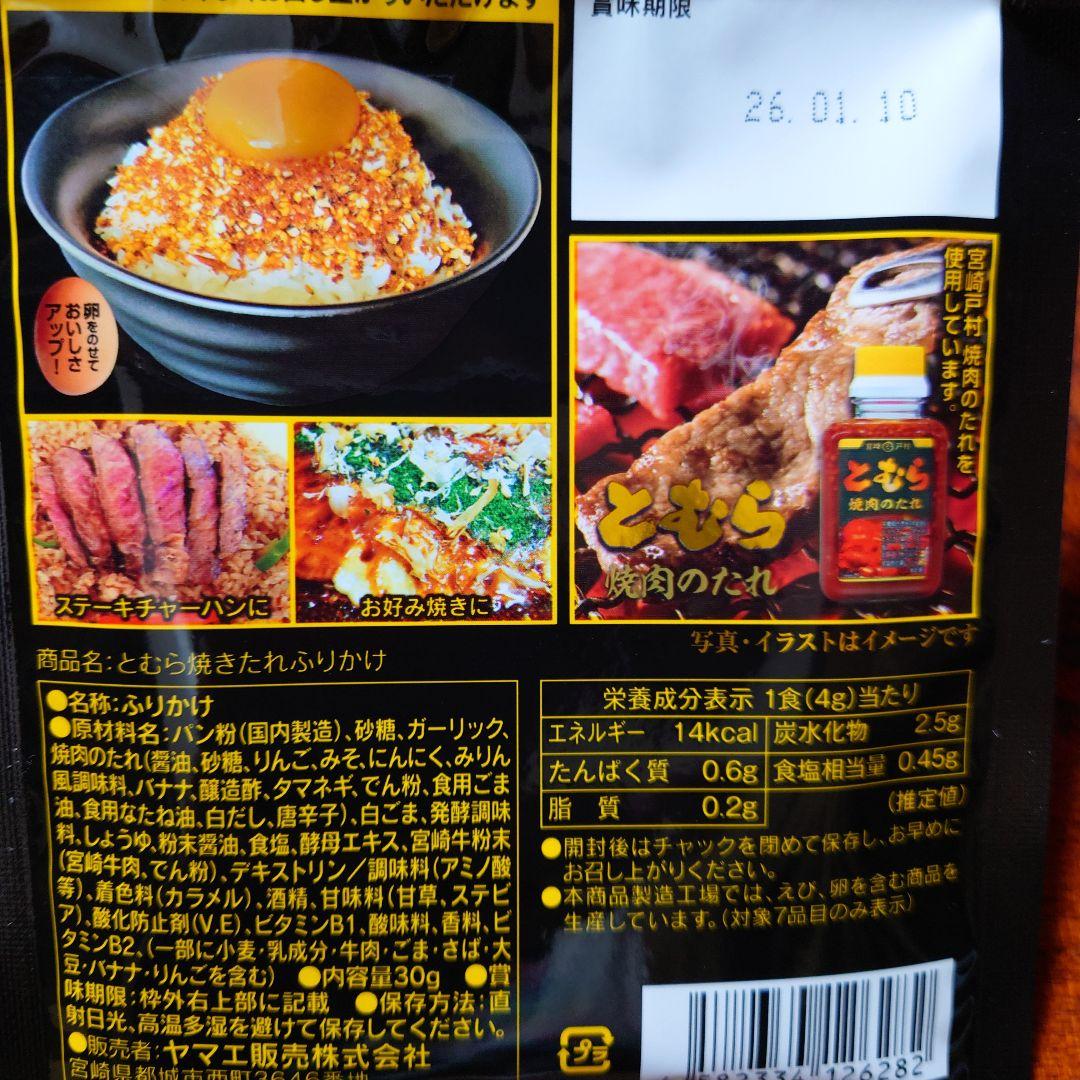 賞味期限
26.01.10
卵をのせて
おいしさ
アップ！
ステーキチャーハンに
お好み焼きに
宮崎戸村 焼肉のたれを
使用しています。
とむら
焼肉のたれ
とむら
焼肉のたれ
写真・イラストはイメージです
商品名：とむら焼きたれふりかけ
●名称：ふりかけ
●原材料名：パン粉（国内製造）、砂糖、ガーリック、
焼肉のたれ（醤油、砂糖、りんご、みそ、にんにく、みりん
風調味料、バナナ、醸造酢、タマネギ、でん粉、食用ごま
油、食用なたね油、白だし、唐辛子）、白ごま、発酵調味
料、しょうゆ、粉末醤油、食塩、酵母エキス、宮崎牛粉末
（宮崎牛肉、でん粉）、デキストリン／調味料（アミノ酸
等）、着色料（カラメル）、酒精、甘味料（甘草、ステビ
ア）、酸化防止剤（V.E）、ビタミンB1、酸味料、香料、ビ
タミンB2、（一部に小麦・乳成分・牛肉・ごま・さば・大
豆・バナナ・りんごを含む） ●内容量30g ●賞
味期限：枠外右上部に記載 ●保存方法：直
射日光、高温多湿を避けて保存してください。
●販売者：ヤマエ販売株式会社
宮崎県都城市西町3646番地
栄養成分表示 1食（4g）当たり
エネルギー 14kcal 炭水化物 2.5g
たんぱく質 0.6g 食塩相当量 0.45g
脂 質 0.2g
（推定値）
●開封後はチャックを閉めて保存し、お早めに
お召し上がりください。
●本商品製造工場では、えび、卵を含む商品を
生産しています。（対象7品目のみ表示）
プラ